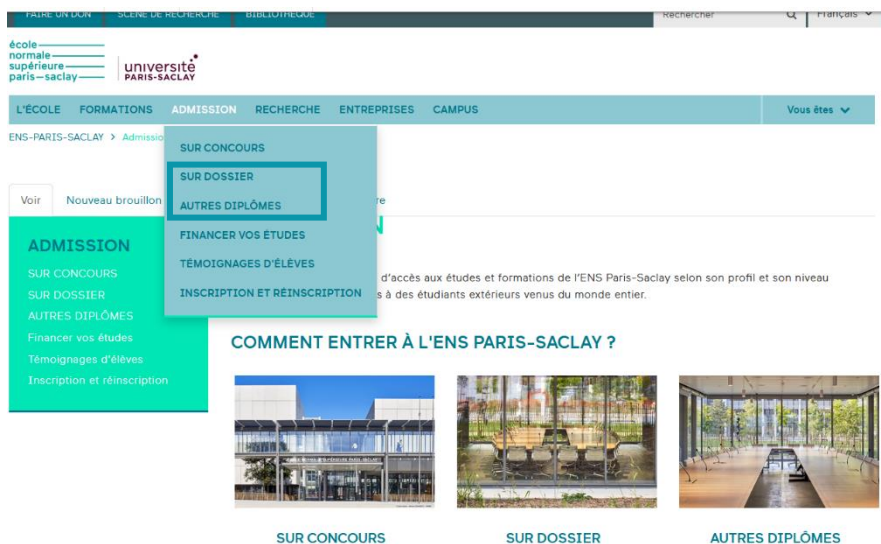 FAIRE UN DON SCÈNE DE RECHERCHE BIBLIOTHÈQUE Rechercher Français
école
normale
supérieure
paris-saclay
université
PARIS-SACLAY
L'ÉCOLE FORMATIONS ADMISSION RECHERCHE ENTREPRISES CAMPUS Vous êtes
ENS-PARIS-SACLAY > Admissio
SUR CONCOURS
SUR DOSSIER
AUTRES DIPLÔMES
FINANCER VOS ÉTUDES
TÉMOIGNAGES D'ÉLÈVES
INSCRIPTION ET RÉINSCRIPTION
Voir Nouveau brouillon re
N
ADMISSION
SUR CONCOURS
SUR DOSSIER
AUTRES DIPLÔMES
Financer vos études
Témoignages d'élèves
Inscription et réinscription
d'accès aux études et formations de l'ENS Paris-Saclay selon son profil et son niveau
s à des étudiants extérieurs venus du monde entier.
COMMENT ENTRER À L'ENS PARIS-SACLAY ?
SUR CONCOURS SUR DOSSIER AUTRES DIPLÔMES